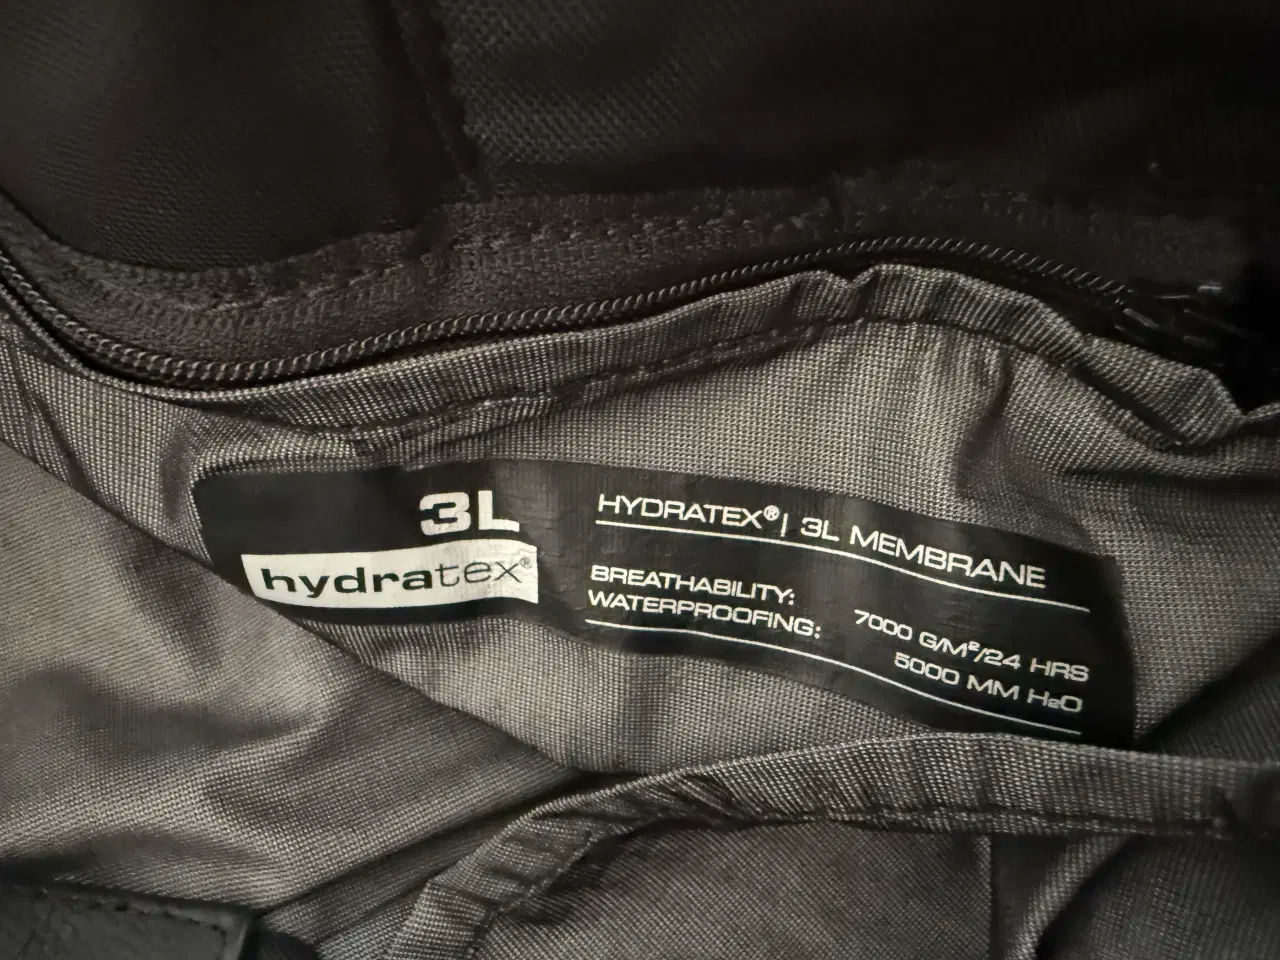 3L
hydratex®
HYDRATEX® | 3L MEMBRANE
BREATHABILITY: 7000 G/M²/24 HRS
WATERPROOFING: 5000 MM H₂O